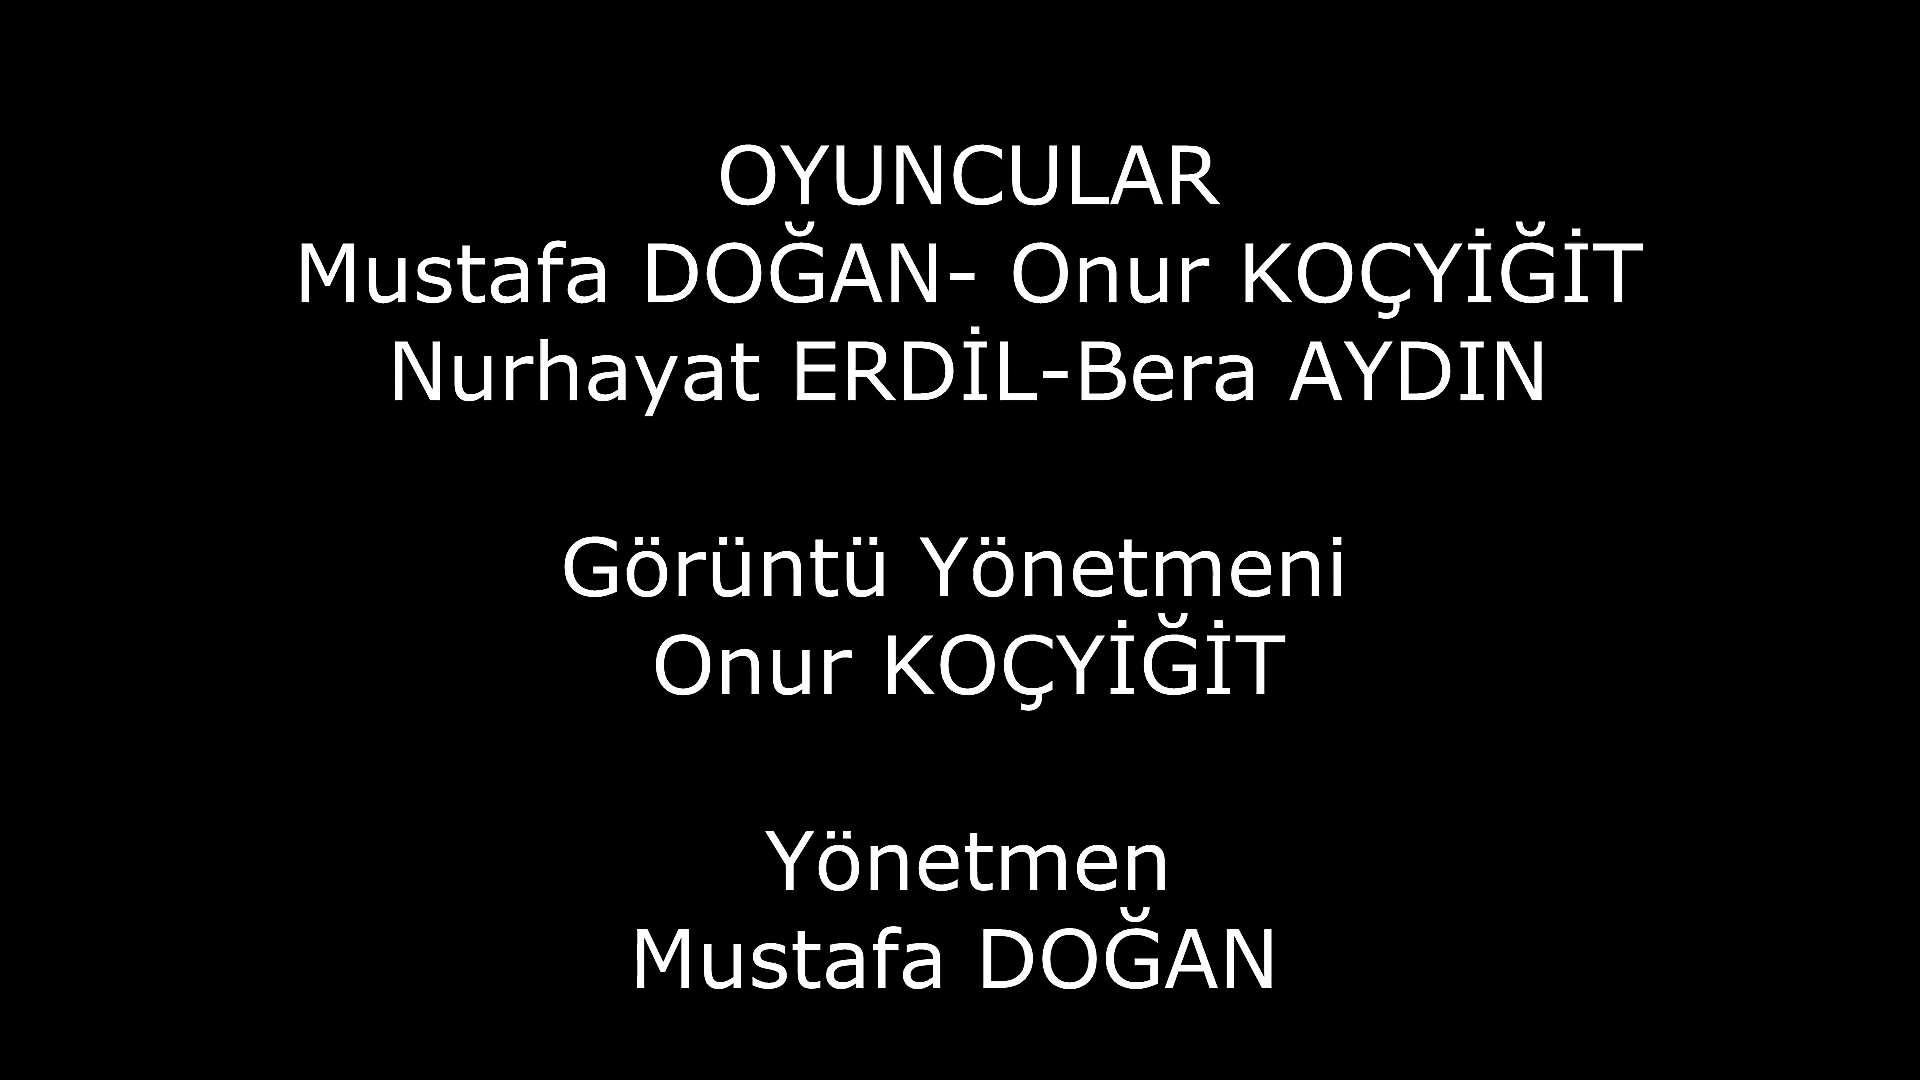 OYUNCULAR
Mustafa DOĞAN- Onur KOÇYİĞİT
Nurhayat ERDİL-Bera AYDIN
Görüntü Yönetmeni
Onur KOÇYİĞİT
Yönetmen
Mustafa DOĞAN